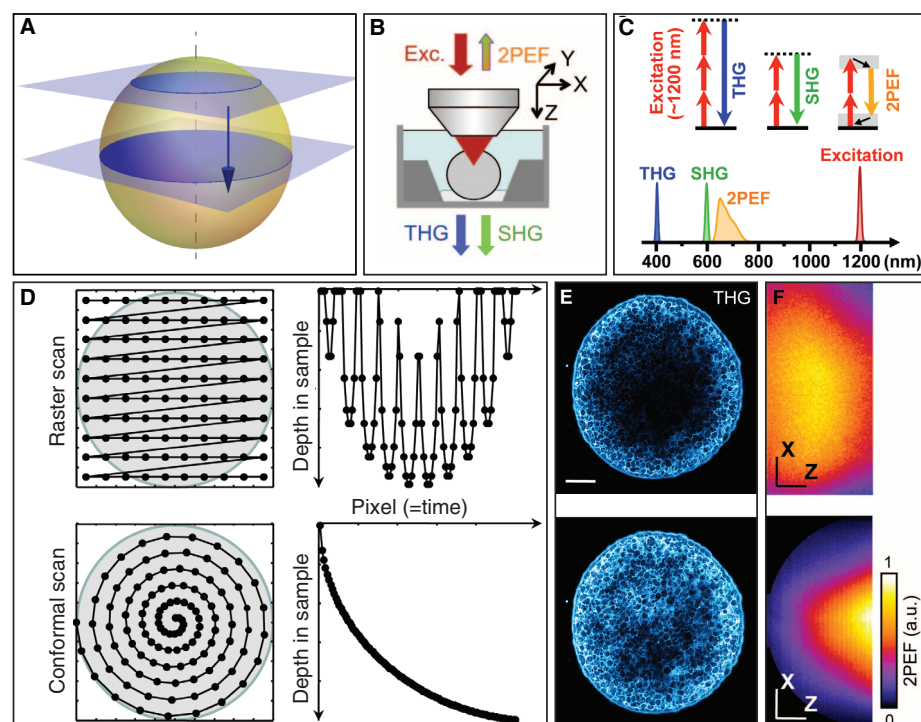 A
B
Exc.
2PEF
Y
X
Z
THG
SHG
C
Excitation
(~1200 nm)
THG
SHG
2PEF
Excitation
THG
SHG
2PEF
400
600
800
1000
1200
(nm)
D
Raster scan
Depth in sample
Pixel (=time)
Conformal scan
Depth in sample
E
THG
F
X
Z
X
Z
1
2PEF (a.u.)
0